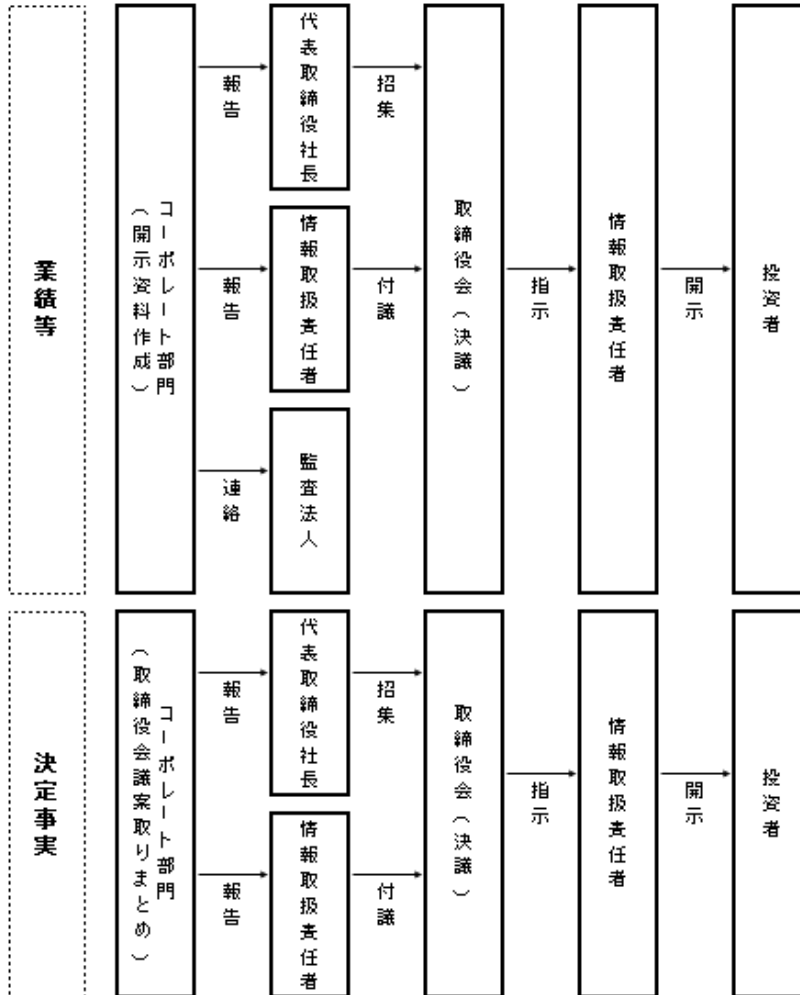 業績等
コーポレート部門
（開示資料作成）
報告
代表取締役社長
招集
報告
情報取扱責任者
付議
連絡
監査法人
取締役会（決議）
指示
情報取扱責任者
開示
投資者
決定事実
コーポレート部門
（取締役会議案取りまとめ）
報告
代表取締役社長
招集
報告
情報取扱責任者
付議
取締役会（決議）
指示
情報取扱責任者
開示
投資者